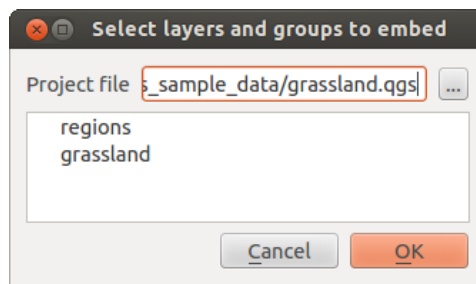 Select layers and groups to embed
Project file s_sample_data/grassland.qgs ...
regions
grassland
Cancel OK